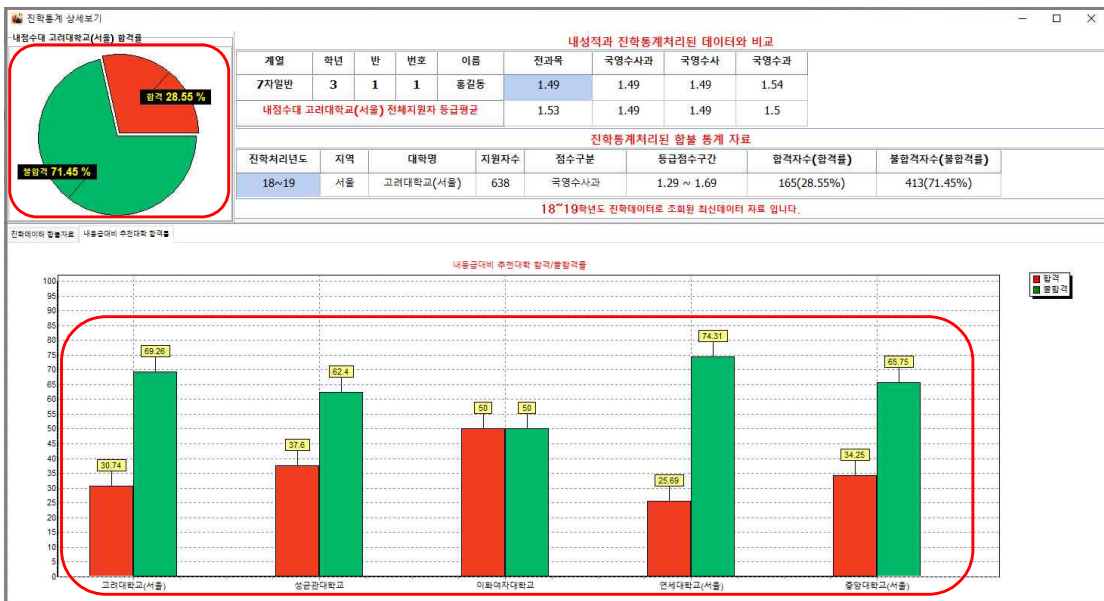 진학통계 상세보기
내점수대 고려대학교(서울) 합격률
합격 28.55 %
불합격 71.45 %
내성적과 진학통계처리된 데이터와 비교
계열 학년 반 번호 이름 전과목 국영수사과 국영수사 국영수과
7차일반 3 1 1 홍길동 1.49 1.49 1.49 1.54
내점수대 고려대학교(서울) 전체지원자 등급평균 1.53 1.49 1.49 1.5
진학통계처리된 합불 통계 자료
진학처리년도 지역 대학명 지원자수 점수구분 등급점수구간 합격자수(합격률) 불합격자수(불합격률)
18~19 서울 고려대학교(서울) 638 국영수사과 1.29 ~ 1.69 165(28.55%) 413(71.45%)
18~19학년도 진학데이터로 조회된 최신데이터 자료 입니다.
진학데이터 합불자료 내등급대비 추천대학 합격률
내등급대비 추천대학 합격/불합격률
합격
불합격
100
95
90
85
80
75
70
65
60
55
50
45
40
35
30
25
20
15
10
5
0
30.74 69.26 37.6 62.4 50 50 25.69 74.31 34.25 65.75
고려대학교(서울) 성균관대학교 이화여자대학교 연세대학교(서울) 중앙대학교(서울)